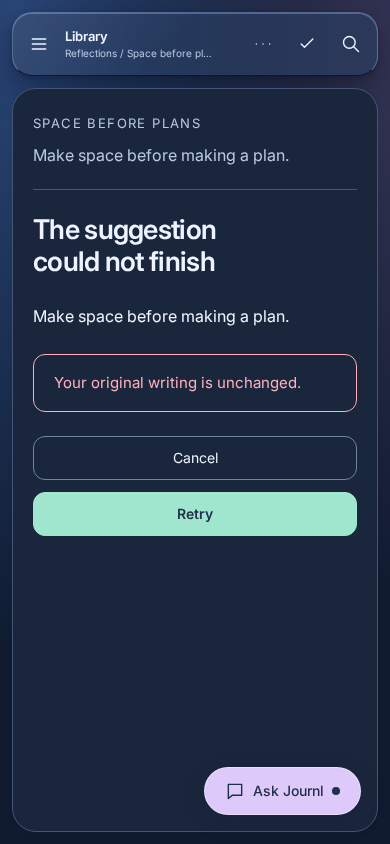 Library
Reflections / Space before pl...
SPACE BEFORE PLANS
Make space before making a plan.
The suggestion
could not finish
Make space before making a plan.
Your original writing is unchanged.
Cancel
Retry
Ask Journl